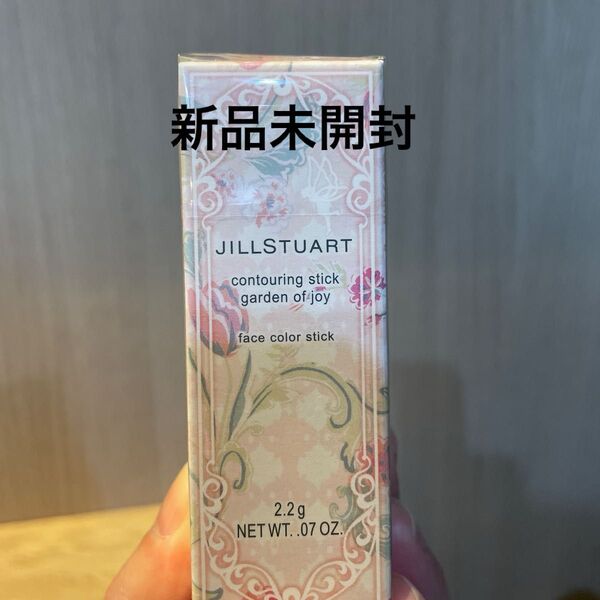 新品未開封
JILLSTUART
contouring stick
garden of joy
face color stick
2.2g
NET WT. .07 OZ.